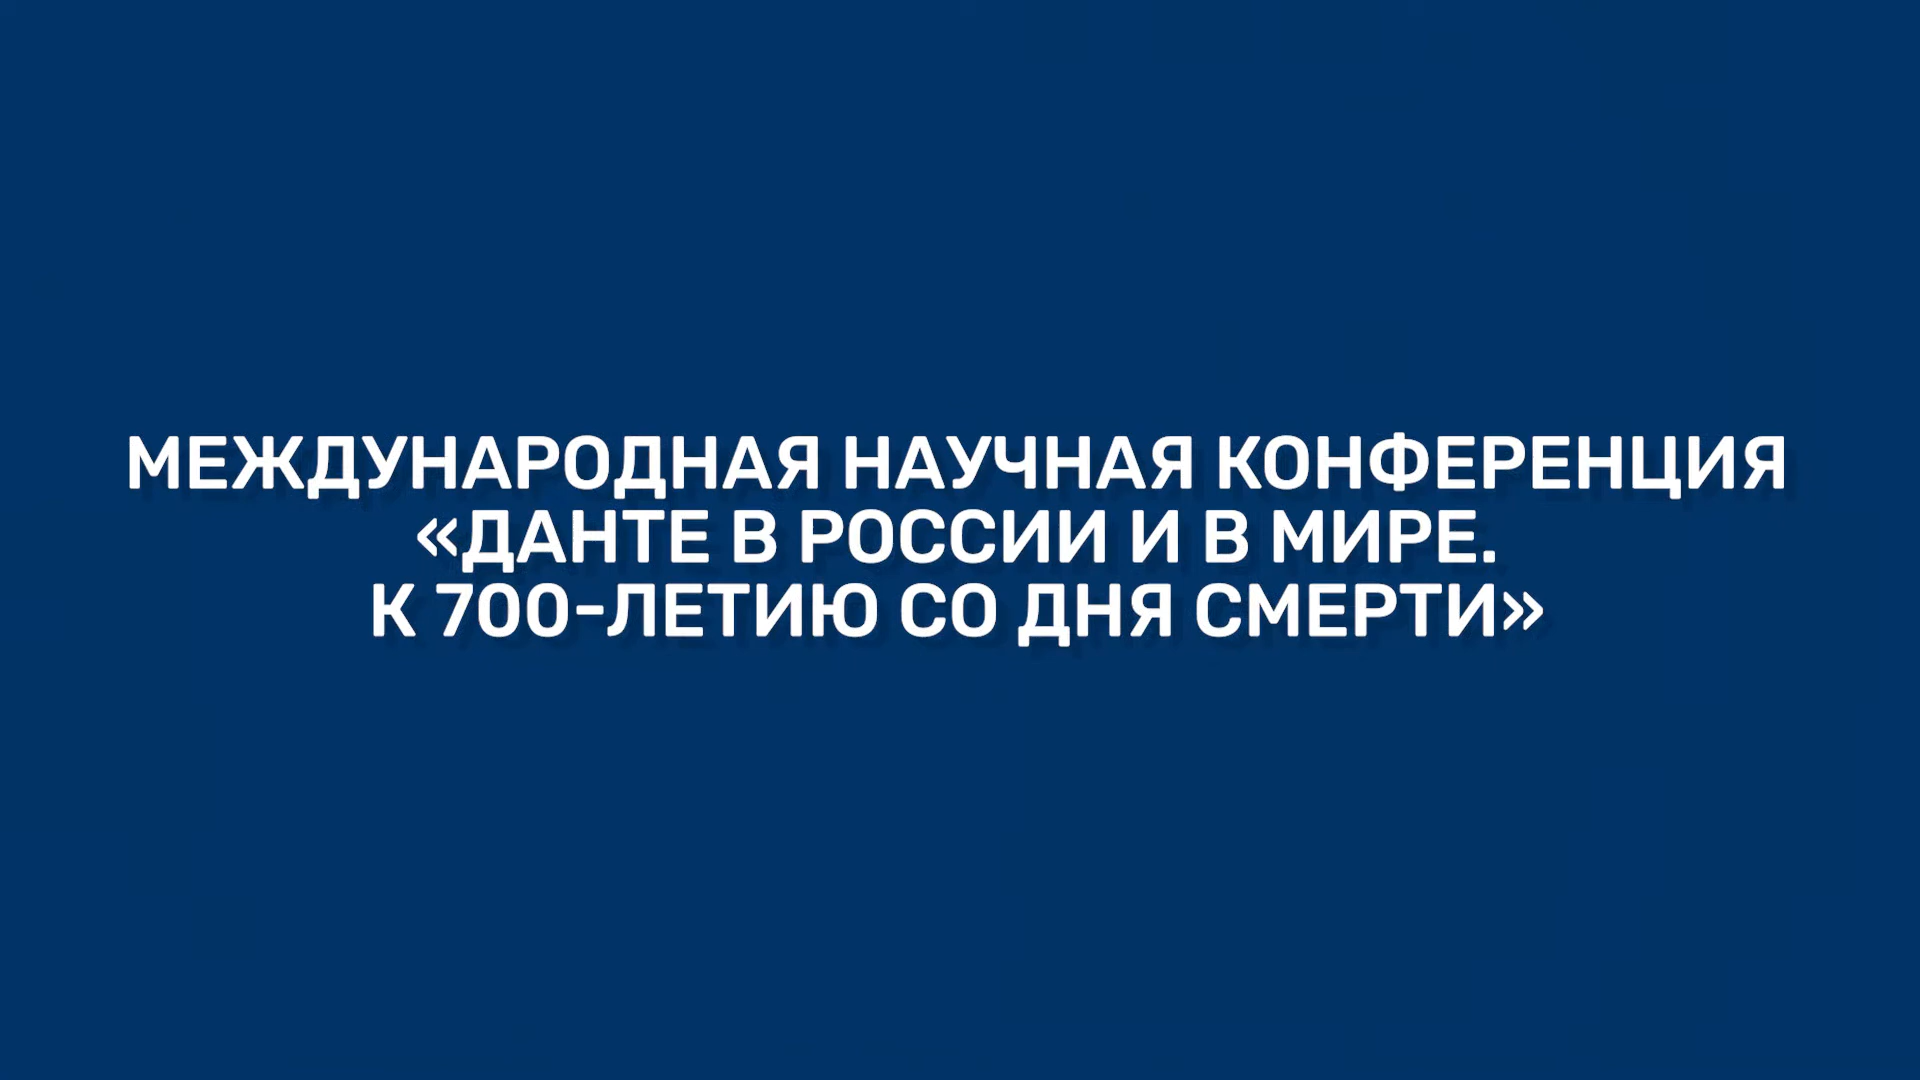 МЕЖДУНАРОДНАЯ НАУЧНАЯ КОНФЕРЕНЦИЯ
«ДАНТЕ В РОССИИ И В МИРЕ.
К 700-ЛЕТИЮ СО ДНЯ СМЕРТИ»